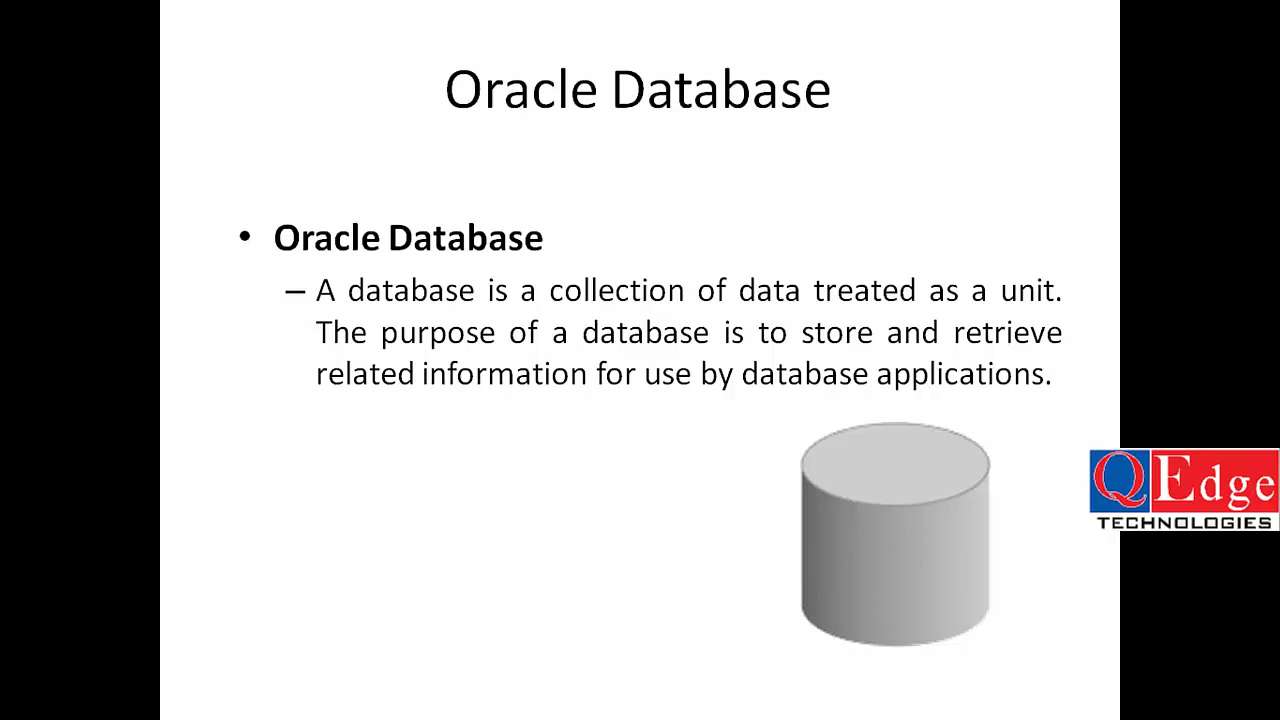 Oracle Database
• Oracle Database
– A database is a collection of data treated as a unit.
The purpose of a database is to store and retrieve
related information for use by database applications.
QEdge
TECHNOLOGIES